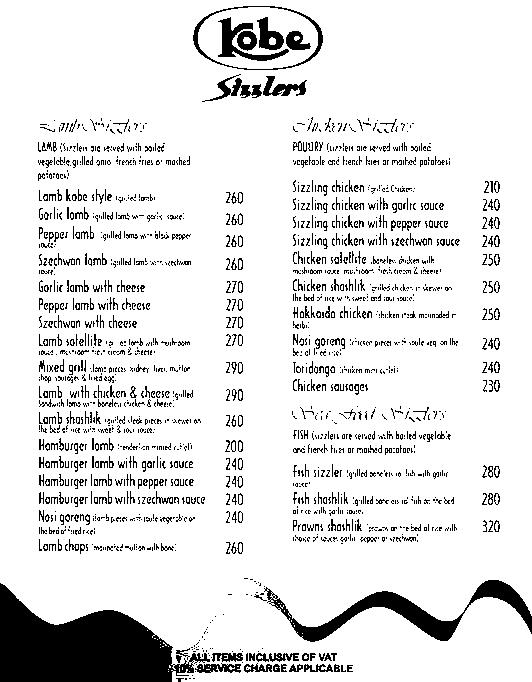 Kobe
Sizzlers
Lamb Sizzlers
LAMB (Sizzlers are served with boiled
vegetable, grilled onio french fries or mashed
potatoes)
Lamb kobe style (grilled lamb) 260
Garlic lamb (grilled lamb with garlic sauce) 260
Pepper lamb (grilled lamb with black pepper
sauce) 260
Szechwan lamb (grilled lamb with szechwan
saure) 260
Garlic lamb with cheese 270
Pepper lamb with cheese 270
Szechwan with cheese 270
Lamb satellite (grilled lamb with mushroom
sauce, mushroom fresh cream & cheese) 270
Mixed grill (lamb pieces kidney liver, mutton
chop sausages & fried egg) 290
Lamb with chicken & cheese (grilled
Sandwich lamb with boneless chicken & cheese) 290
Lamb shashlik (grilled steak pieces in skewer on
the bed of rice with sweet & sour sauce) 260
Hamburger lamb (tenderloin minced cutlet) 200
Hamburger lamb with garlic sauce 240
Hamburger lamb with pepper sauce 240
Hamburger lamb with szechwan sauce 240
Nasi goreng (lamb pieces with saute vegetable on
the bed of fried rice) 240
Lamb chops (marinated mutton with bone) 260
Chicken Sizzlers
POULTRY (sizzlers are served with boiled
vegetable and french fries or mashed potatoes)
Sizzling chicken (grilled Chicken) 210
Sizzling chicken with garlic sauce 240
Sizzling chicken with pepper sauce 240
Sizzling chicken with szechwan sauce 240
Chicken satellite (boneless chicken with
mushroom sauce mushroom, fresh cream & cheese) 250
Chicken shashlik (grilled chicken in skewer on
the bed of rice with sweet and sour sauce) 250
Hokkaido chicken (chicken steak marinaded in
herbs) 250
Nasi goreng (chicken pieces with saute veg. on the
bed of fried rice) 240
Toridango (chicken mini cutlet) 240
Chicken sausages 230
Sea Food Sizzlers
FISH (sizzlers are served with boiled vegetable
and french fries or mashed potatoes)
Fish sizzler (grilled boneless rol fish with garlic
sauce) 280
Fish shashlik (grilled boneless rol fish on the bed
of rice with garlic sauce) 280
Prawns shashlik (prawns on the bed of rice with
choice of sauces garlic, pepper or szechwan) 320
ALL ITEMS INCLUSIVE OF VAT
10% SERVICE CHARGE APPLICABLE